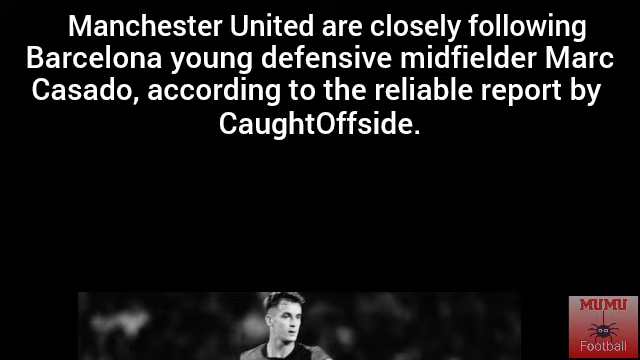 Manchester United are closely following
Barcelona young defensive midfielder Marc
Casado, according to the reliable report by
CaughtOffside.
MUMU
Football